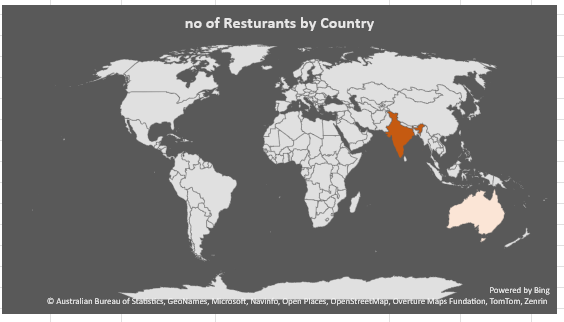 no of Resturants by Country
Powered by Bing
© Australian Bureau of Statistics, GeoNames, Microsoft, Navinfo, Open Places, OpenStreetMap, Overture Maps Fundation, TomTom, Zenrin